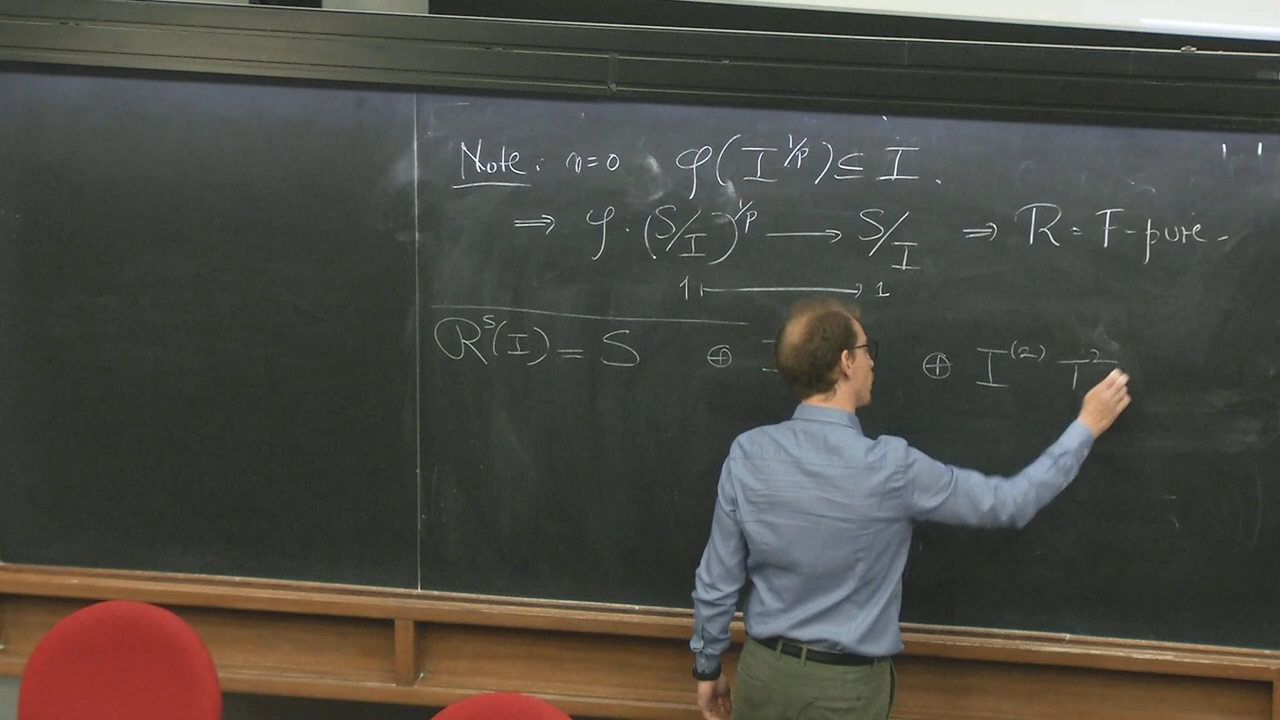 Note: n=0 φ(I^{1/p}) ⊆ I.
⇒ φ: (S/I)^{1/p} ⟶ S/I ⇒ R = F-pure.
1 ⟼ 1
R^s(I) = S ⊕ I ⊕ I^{(2)} T^2